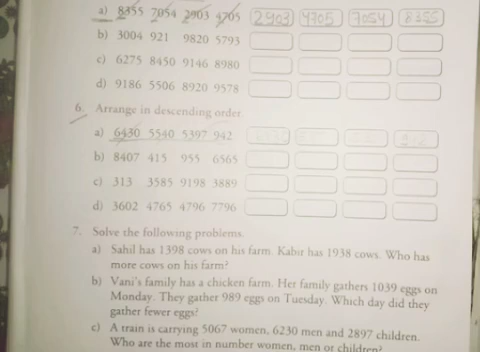 a) 8355 7054 2903 4705 2903 4705 7054 8355
b) 3004 921 9820 5793
c) 6275 8450 9146 8980
d) 9186 5506 8920 9578
6. Arrange in descending order.
a) 6430 5540 5397 942
b) 8407 415 955 6565
c) 313 3585 9198 3889
d) 3602 4765 4796 7796
7. Solve the following problems.
a) Sahil has 1398 cows on his farm. Kabir has 1938 cows. Who has
more cows on his farm?
b) Vani's family has a chicken farm. Her family gathers 1039 eggs on
Monday. They gather 989 eggs on Tuesday. Which day did they
gather fewer eggs?
c) A train is carrying 5067 women, 6230 men and 2897 children.
Who are the most in number women, men or children?